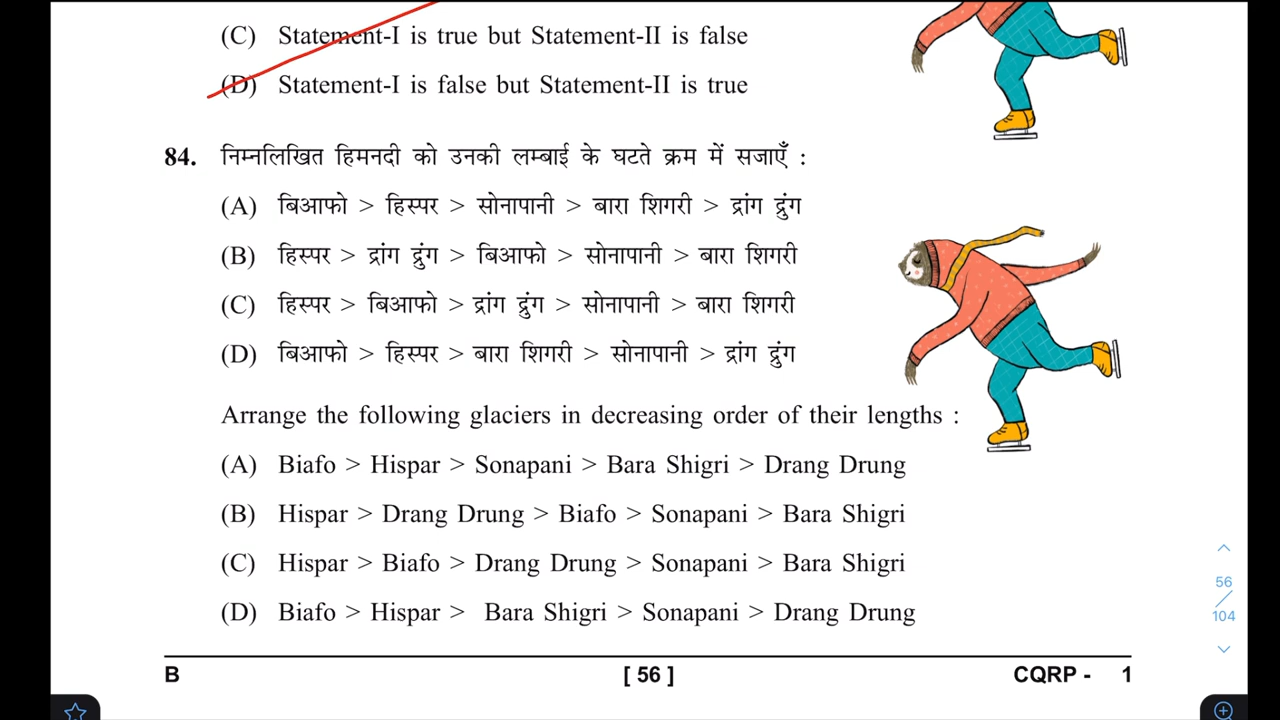 (C) Statement-I is true but Statement-II is false
(D) Statement-I is false but Statement-II is true
84. निम्नलिखित हिमनदी को उनकी लम्बाई के घटते क्रम में सजाएँ :
(A) बिआफो > हिस्पर > सोनापानी > बारा शिगरी > द्रांग द्रुंग
(B) हिस्पर > द्रांग द्रुंग > बिआफो > सोनापानी > बारा शिगरी
(C) हिस्पर > बिआफो > द्रांग द्रुंग > सोनापानी > बारा शिगरी
(D) बिआफो > हिस्पर > बारा शिगरी > सोनापानी > द्रांग द्रुंग
Arrange the following glaciers in decreasing order of their lengths :
(A) Biafo > Hispar > Sonapani > Bara Shigri > Drang Drung
(B) Hispar > Drang Drung > Biafo > Sonapani > Bara Shigri
(C) Hispar > Biafo > Drang Drung > Sonapani > Bara Shigri
(D) Biafo > Hispar > Bara Shigri > Sonapani > Drang Drung
56
104
B [ 56 ] CQRP - 1